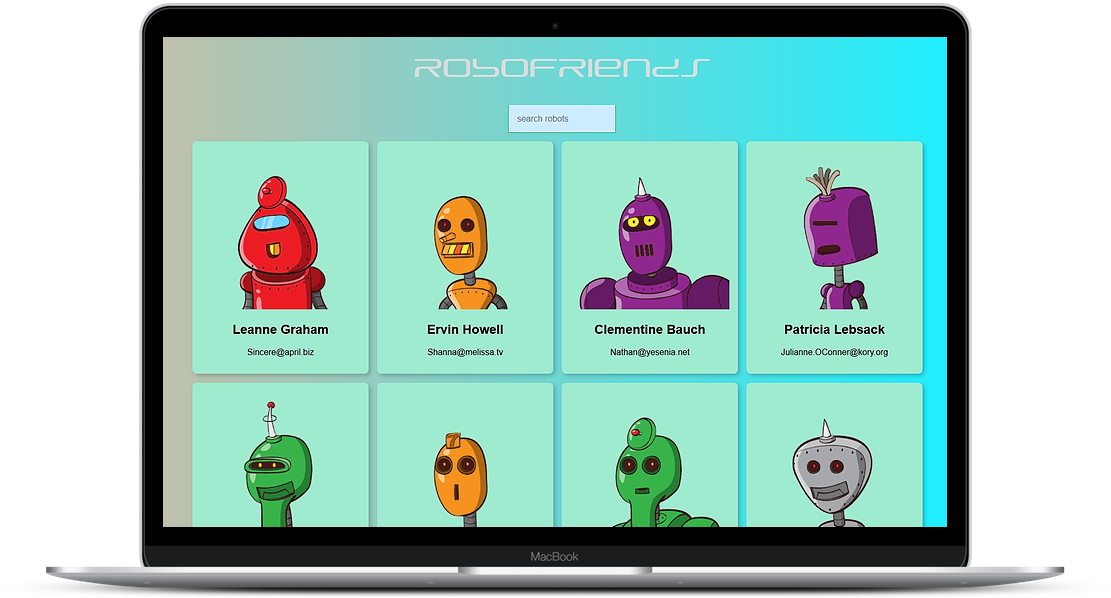 ROBOFRIENDS
search robots
Leanne Graham
Sincere@april.biz
Ervin Howell
Shanna@melissa.tv
Clementine Bauch
Nathan@yesenia.net
Patricia Lebsack
Julianne.OConner@kory.org
7
MacBook